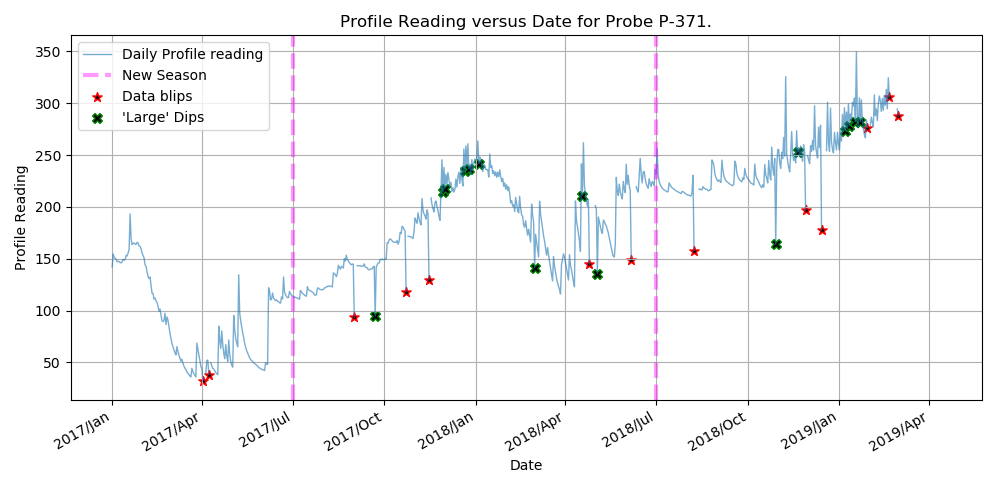 Profile Reading versus Date for Probe P-371.
Daily Profile reading
New Season
Data blips
'Large' Dips
Profile Reading
350
300
250
200
150
100
50
2017/Jan
2017/Apr
2017/Jul
2017/Oct
2018/Jan
2018/Apr
2018/Jul
2018/Oct
2019/Jan
2019/Apr
Date